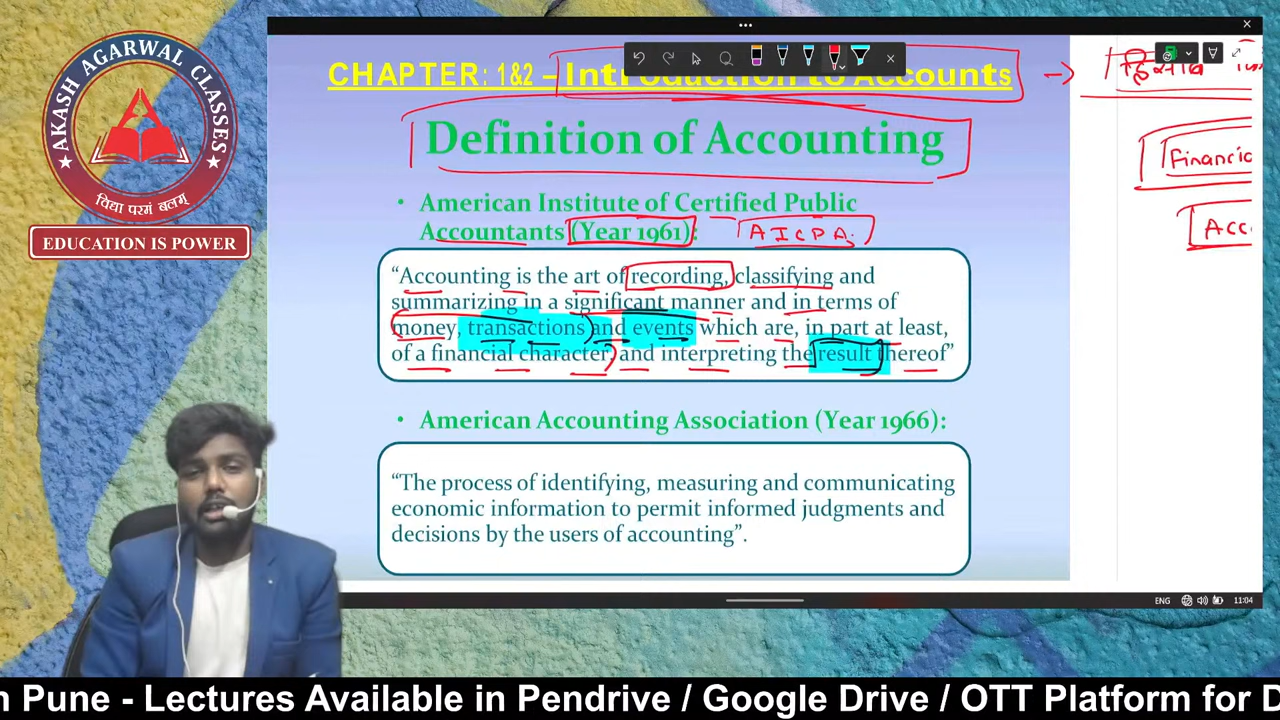 AKASH AGARWAL CLASSES
विद्या परमं बलम्
EDUCATION IS POWER
CHAPTER: 1&2 – Introduction to Accounts
Definition of Accounting
• American Institute of Certified Public
Accountants (Year 1961): AICPA.
“Accounting is the art of recording, classifying and
summarizing in a significant manner and in terms of
money, transactions and events which are, in part at least,
of a financial character, and interpreting the result thereof”
• American Accounting Association (Year 1966):
“The process of identifying, measuring and communicating
economic information to permit informed judgments and
decisions by the users of accounting”.
Financia
Acc
ENG 11:04
n Pune - Lectures Available in Pendrive / Google Drive / OTT Platform for D